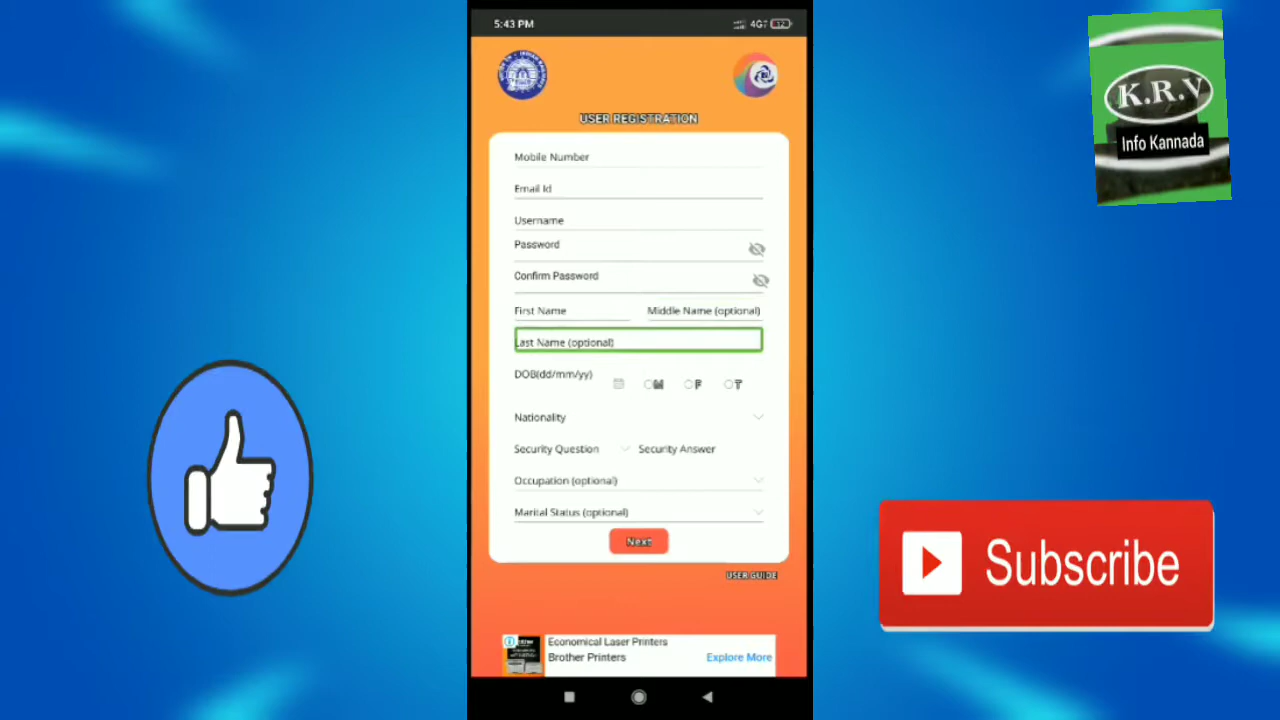 5:43 PM
4G
12
USER REGISTRATION
Mobile Number
Email Id
Username
Password
Confirm Password
First Name
Middle Name (optional)
Last Name (optional)
DOB(dd/mm/yy)
M
F
T
Nationality
Security Question
Security Answer
Occupation (optional)
Marital Status (optional)
Next
USER GUIDE
Economical Laser Printers
Brother Printers
Explore More
K.R.V
Info Kannada
Subscribe